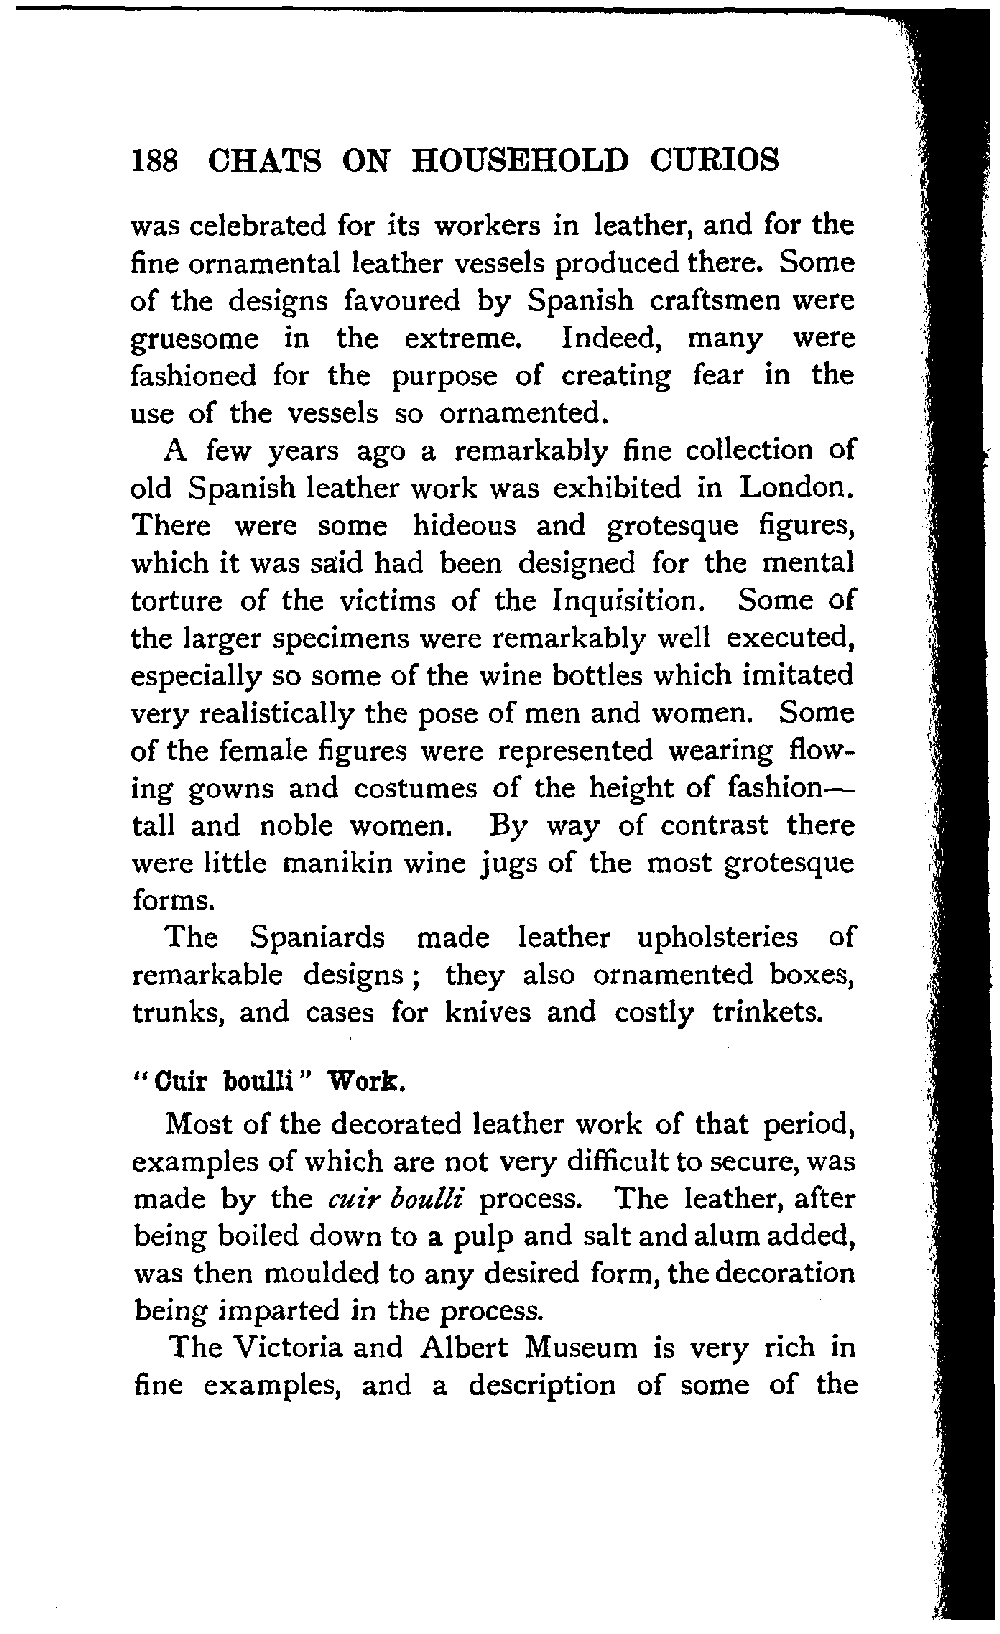 188 CHATS ON HOUSEHOLD CURIOS
was celebrated for its workers in leather, and for the
fine ornamental leather vessels produced there. Some
of the designs favoured by Spanish craftsmen were
gruesome in the extreme. Indeed, many were
fashioned for the purpose of creating fear in the
use of the vessels so ornamented.
A few years ago a remarkably fine collection of
old Spanish leather work was exhibited in London.
There were some hideous and grotesque figures,
which it was said had been designed for the mental
torture of the victims of the Inquisition. Some of
the larger specimens were remarkably well executed,
especially so some of the wine bottles which imitated
very realistically the pose of men and women. Some
of the female figures were represented wearing flow-
ing gowns and costumes of the height of fashion—
tall and noble women. By way of contrast there
were little manikin wine jugs of the most grotesque
forms.
The Spaniards made leather upholsteries of
remarkable designs; they also ornamented boxes,
trunks, and cases for knives and costly trinkets.
"Cuir boulli" Work.
Most of the decorated leather work of that period,
examples of which are not very difficult to secure, was
made by the cuir boulli process. The leather, after
being boiled down to a pulp and salt and alum added,
was then moulded to any desired form, the decoration
being imparted in the process.
The Victoria and Albert Museum is very rich in
fine examples, and a description of some of the